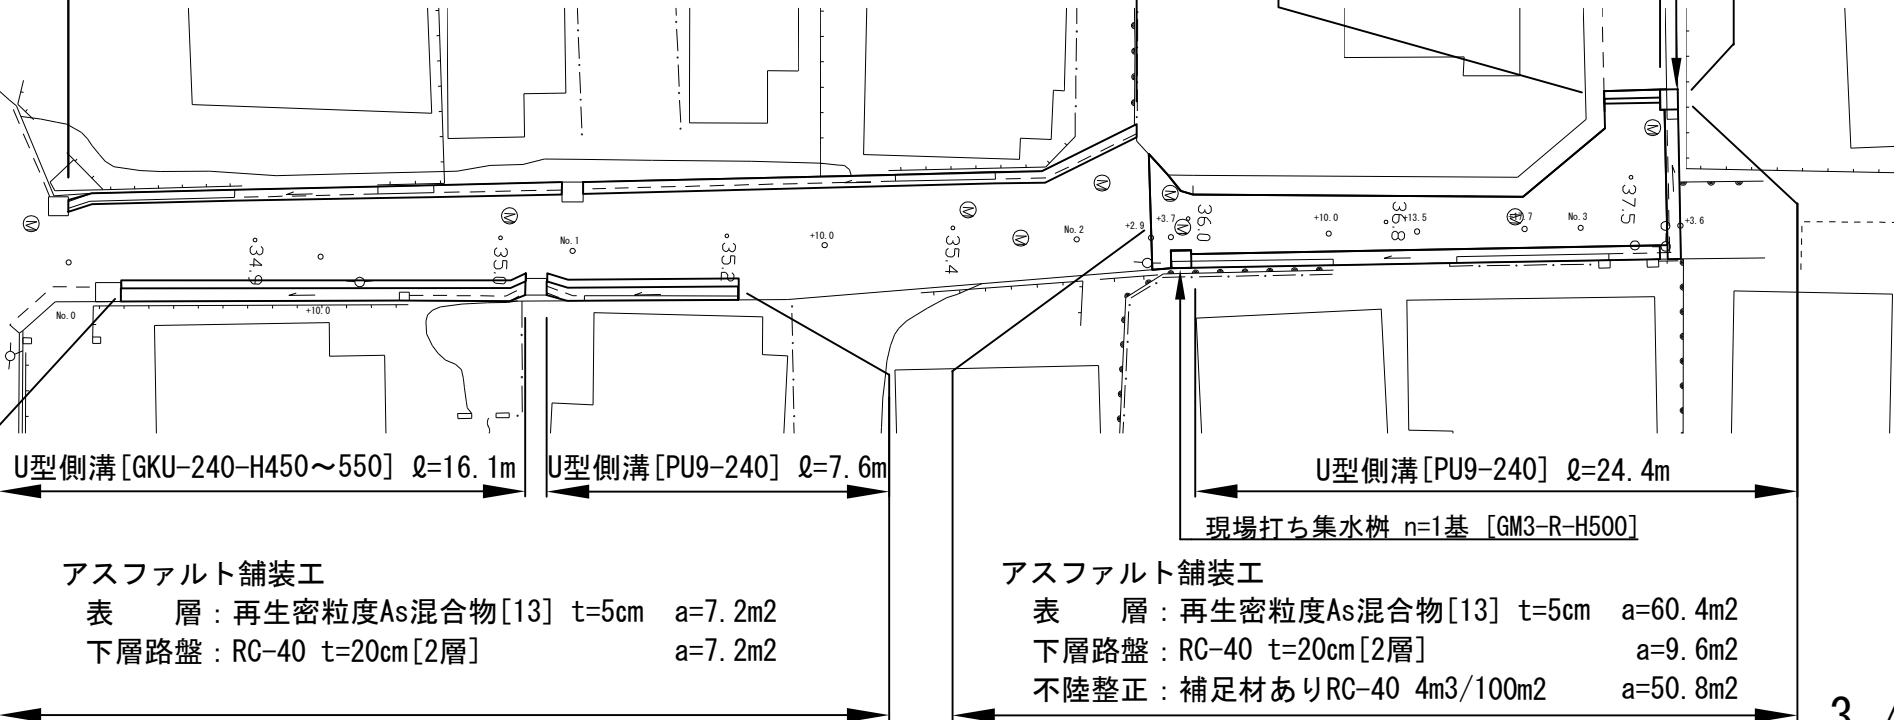 34.9
35.0
No.1
35.2
+10.0
35.4
No.2
+2.9
+3.7
36.0
+10.0
36.8
+13.5
No.3
37.5
+3.6
M
M
M
M
M
M
M
M
M
No.0
+10.0
U型側溝[GKU-240-H450～550] ℓ=16.1m
U型側溝[PU9-240] ℓ=7.6m
U型側溝[PU9-240] ℓ=24.4m
現場打ち集水桝 n=1基 [GM3-R-H500]
アスファルト舗装工
表　　層：再生密粒度As混合物[13] t=5cm　a=7.2m2
下層路盤：RC-40 t=20cm[2層]　a=7.2m2
アスファルト舗装工
表　　層：再生密粒度As混合物[13] t=5cm　a=60.4m2
下層路盤：RC-40 t=20cm[2層]　a=9.6m2
不陸整正：補足材ありRC-40 4m3/100m2　a=50.8m2